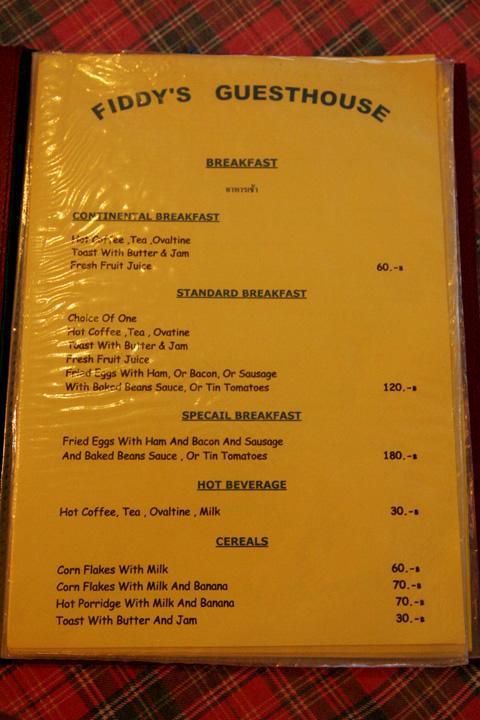 FIDDY'S GUESTHOUSE
BREAKFAST
อาหารเช้า
CONTINENTAL BREAKFAST
Hot Coffee ,Tea ,Ovaltine
Toast With Butter & Jam
Fresh Fruit Juice 60.-B
STANDARD BREAKFAST
Choice Of One
Hot Coffee ,Tea , Ovatine
Toast With Butter & Jam
Fresh Fruit Juice
Fried Eggs With Ham, Or Bacon, Or Sausage
With Baked Beans Sauce, Or Tin Tomatoes 120.-B
SPECAIL BREAKFAST
Fried Eggs With Ham And Bacon And Sausage
And Baked Beans Sauce , Or Tin Tomatoes 180.-B
HOT BEVERAGE
Hot Coffee, Tea , Ovaltine , Milk 30.-B
CEREALS
Corn Flakes With Milk 60.-B
Corn Flakes With Milk And Banana 70.-B
Hot Porridge With Milk And Banana 70.-B
Toast With Butter And Jam 30.-B